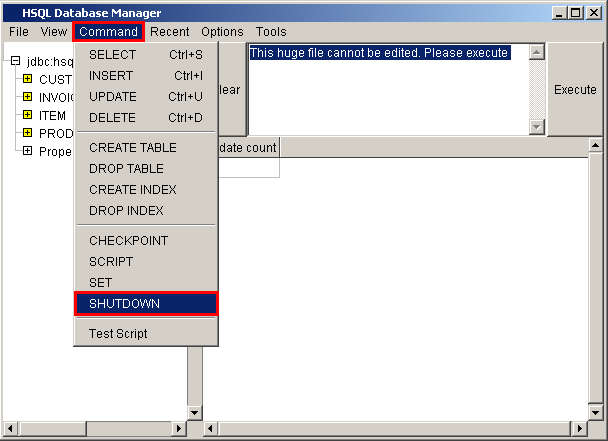 HSQL Database Manager
File View Command Recent Options Tools
jdbc:hsq
CUST
INVOI
ITEM
PROD
Prope
SELECT Ctrl+S
INSERT Ctrl+I
UPDATE Ctrl+U
DELETE Ctrl+D
CREATE TABLE
DROP TABLE
CREATE INDEX
DROP INDEX
CHECKPOINT
SCRIPT
SET
SHUTDOWN
Test Script
lear
This huge file cannot be edited. Please execute
Execute
date count